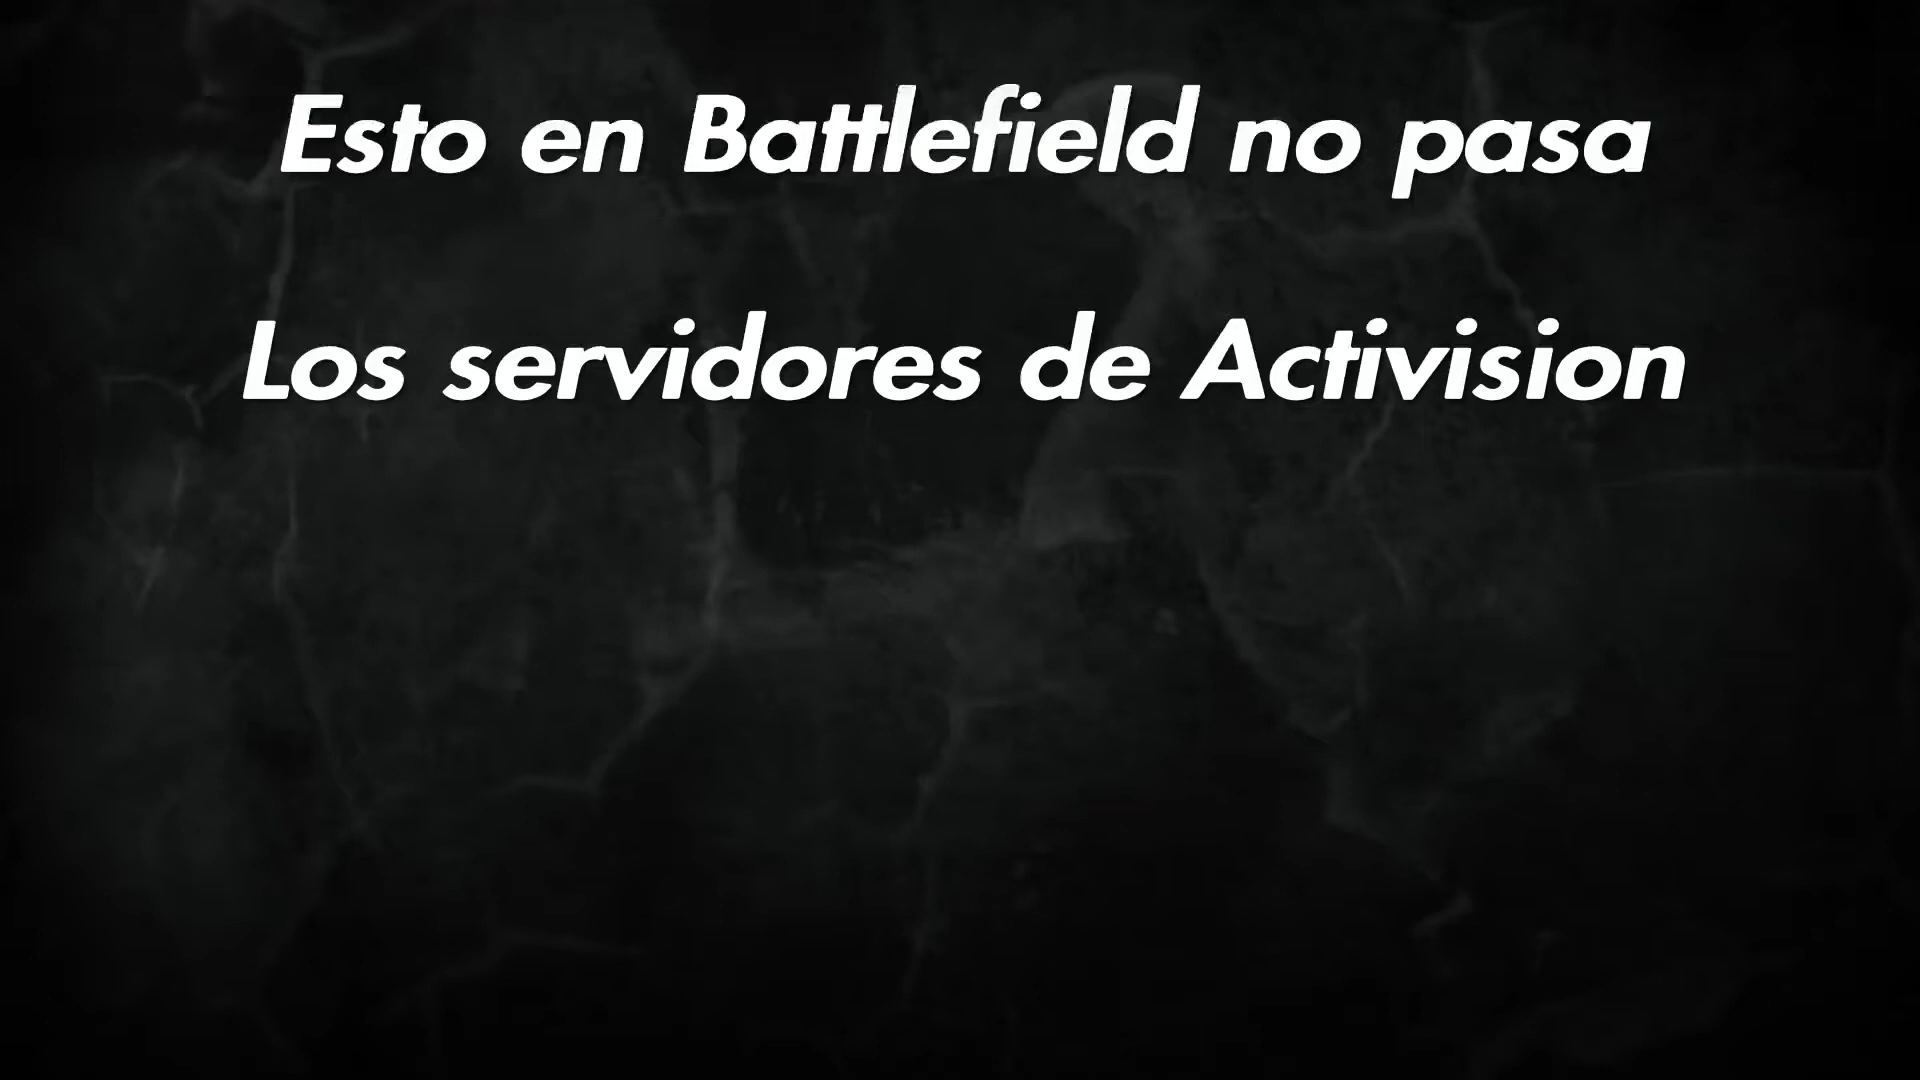 Esto en Battlefield no pasa
Los servidores de Activision